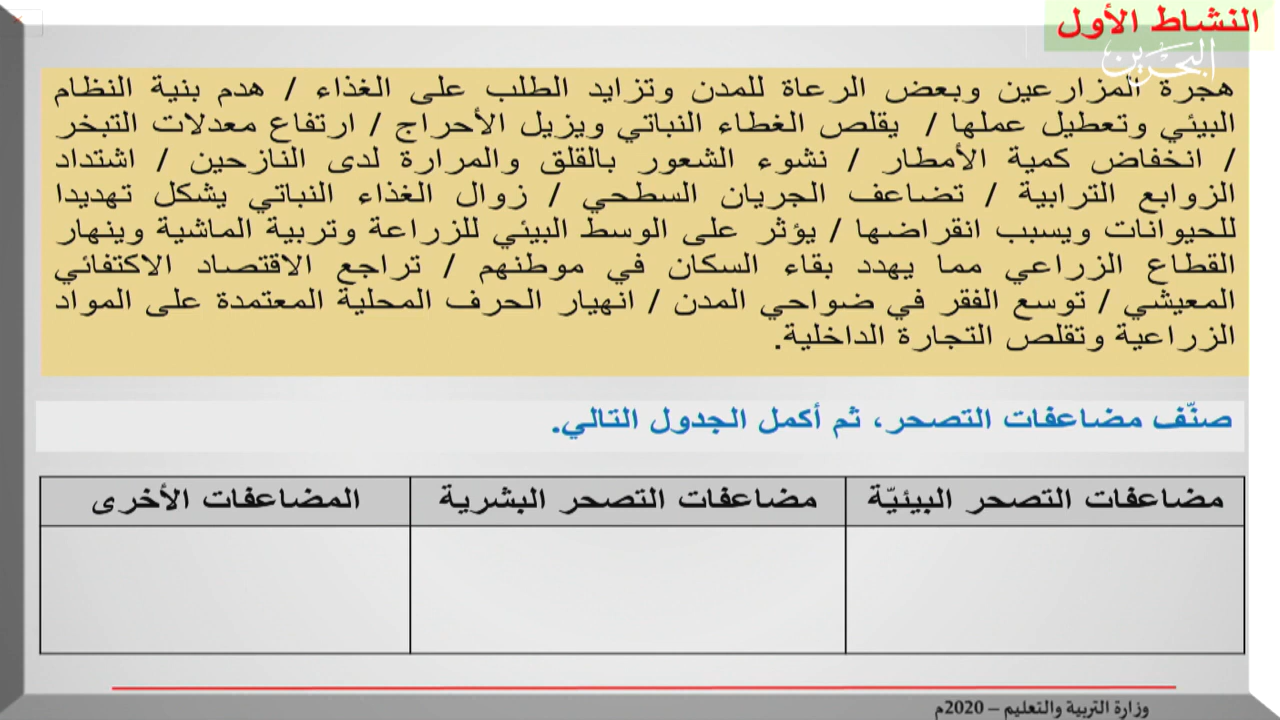 النشاط الأول
البحرين
هجرة المزارعين وبعض الرعاة للمدن وتزايد الطلب على الغذاء / هدم بنية النظام
البيئي وتعطيل عملها / يقلص الغطاء النباتي ويزيل الأحراج / ارتفاع معدلات التبخر
/ انخفاض كمية الأمطار / نشوء الشعور بالقلق والمرارة لدى النازحين / اشتداد
الزوابع الترابية / تضاعف الجريان السطحي / زوال الغذاء النباتي يشكل تهديدا
للحيوانات ويسبب انقراضها / يؤثر على الوسط البيئي للزراعة وتربية الماشية وينهار
القطاع الزراعي مما يهدد بقاء السكان في موطنهم / تراجع الاقتصاد الاكتفائي
المعيشي / توسع الفقر في ضواحي المدن / انهيار الحرف المحلية المعتمدة على المواد
الزراعية وتقلص التجارة الداخلية.
صنّف مضاعفات التصحر، ثم أكمل الجدول التالي.
مضاعفات التصحر البيئيّة مضاعفات التصحر البشرية المضاعفات الأخرى
وزارة التربية والتعليم – 2020م